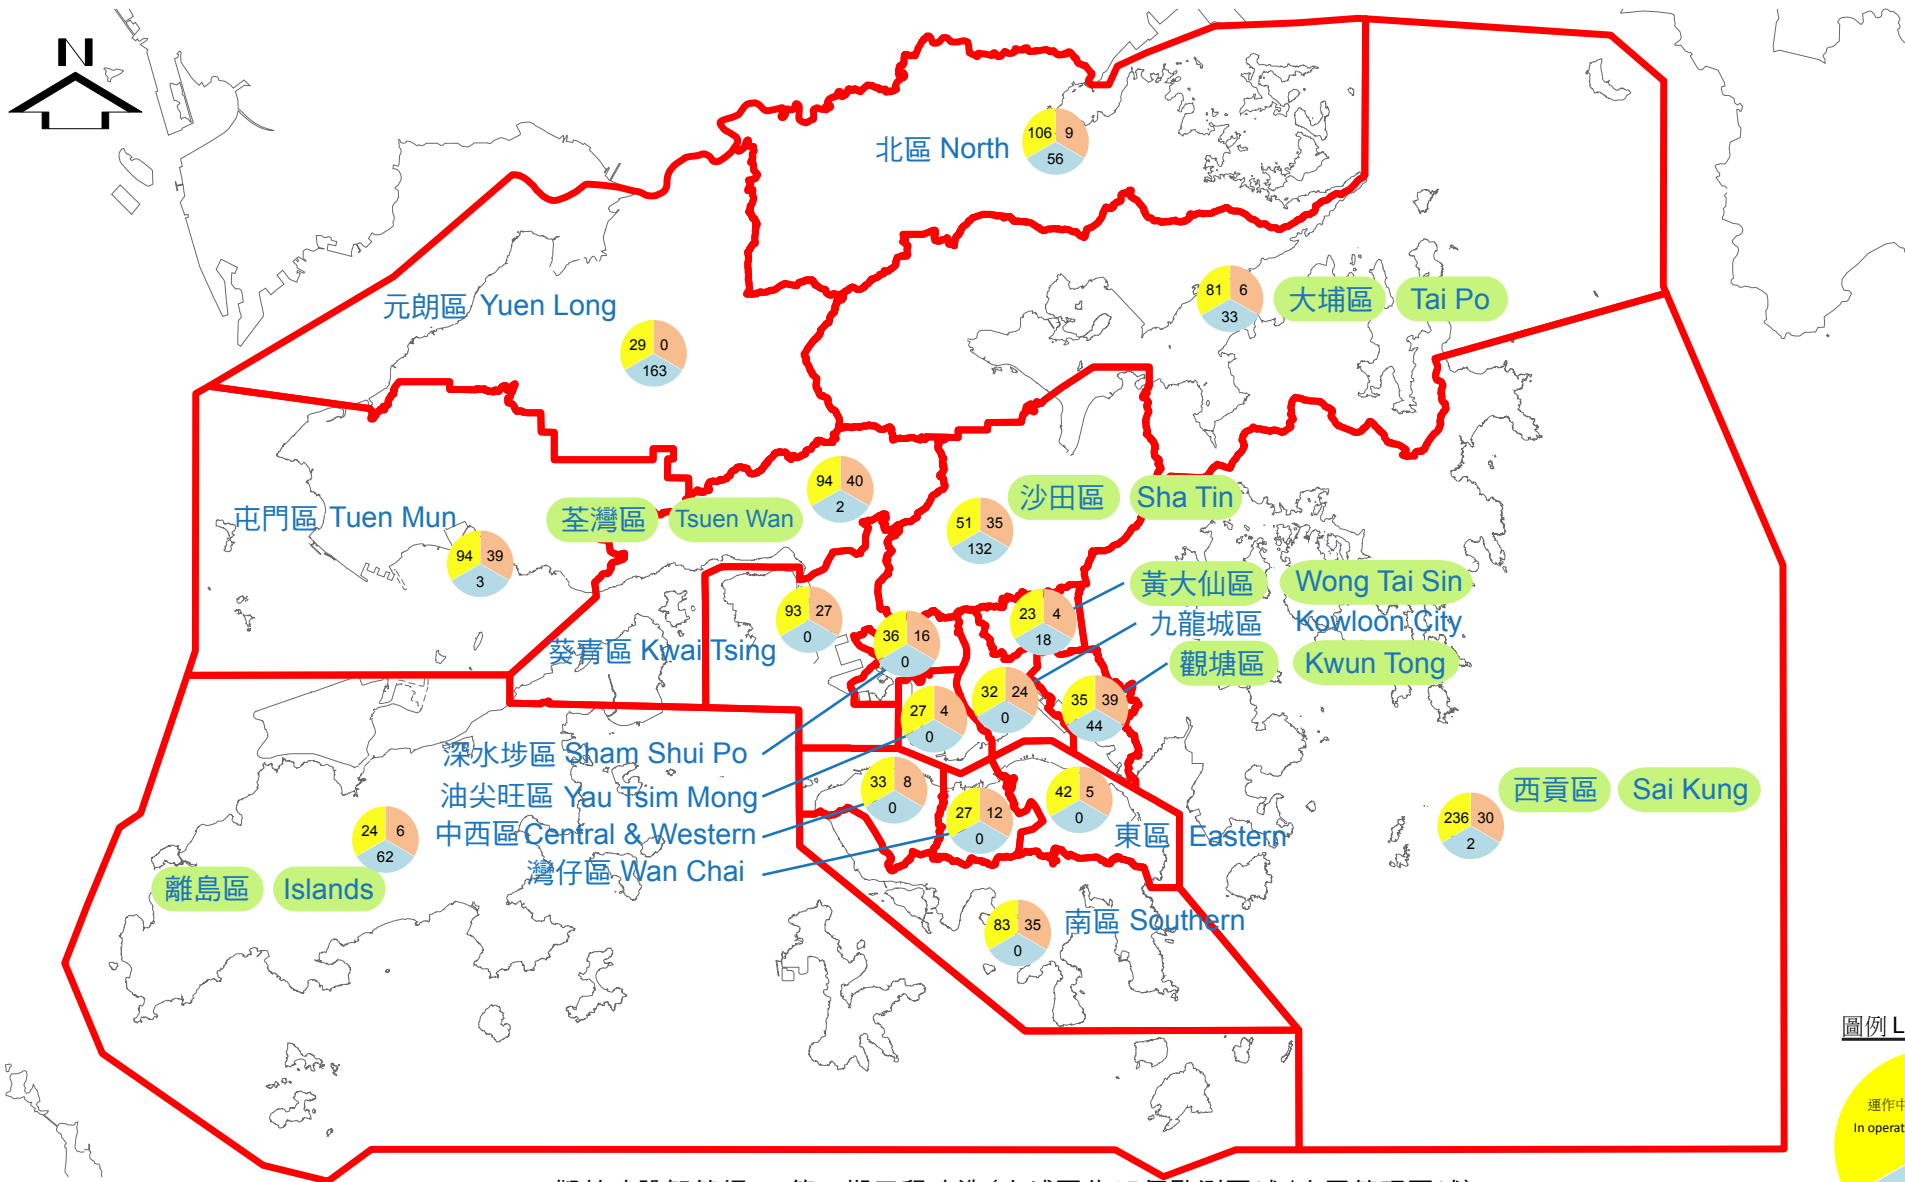 N
北區 North
106 9
56
元朗區 Yuen Long
29 0
163
81 6
33
大埔區 Tai Po
94 40
2
荃灣區 Tsuen Wan
屯門區 Tuen Mun
94 39
3
沙田區 Sha Tin
51 35
132
黃大仙區 Wong Tai Sin
23 4
18
九龍城區 Kowloon City
32 24
0
觀塘區 Kwun Tong
35 39
44
93 27
0
葵青區 Kwai Tsing
36 16
0
27 4
0
深水埗區 Sham Shui Po
油尖旺區 Yau Tsim Mong
中西區 Central & Western
灣仔區 Wan Chai
33 8
0
27 12
0
42 5
0
東區 Eastern
西貢區 Sai Kung
236 30
2
24 6
62
離島區 Islands
83 35
0
南區 Southern
圖例 L
運作中
In operat